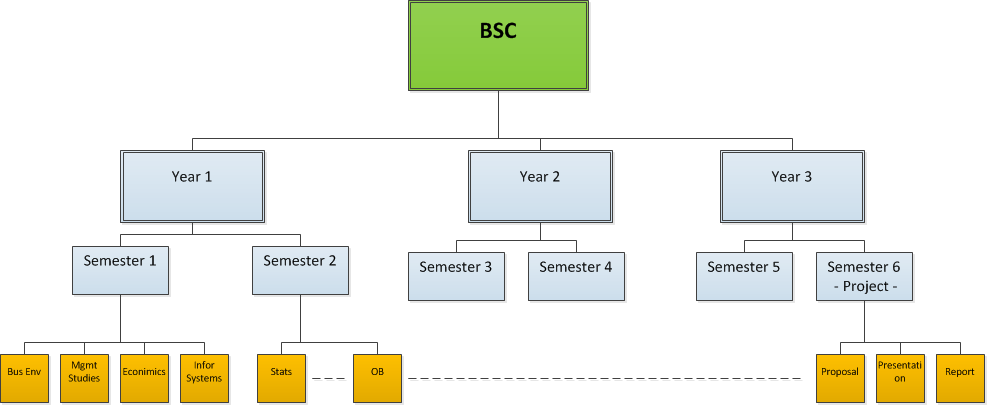 BSC
Year 1
Year 2
Year 3
Semester 1
Semester 2
Semester 3
Semester 4
Semester 5
Semester 6
- Project -
Bus Env
Mgmt
Studies
Econimics
Infor
Systems
Stats
OB
Proposal
Presentati
on
Report